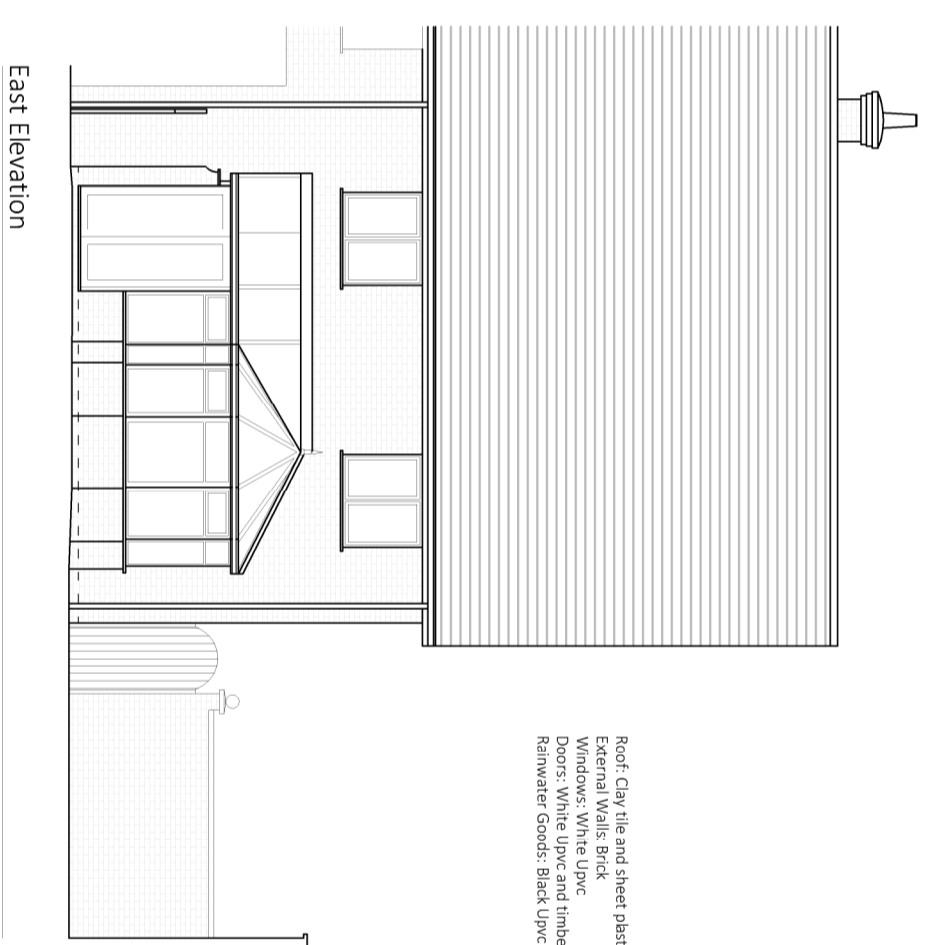 East Elevation
Roof: Clay tile and sheet plast
External Walls: Brick
Windows: White Upvc
Doors: White Upvc and timbe
Rainwater Goods: Black Upvc